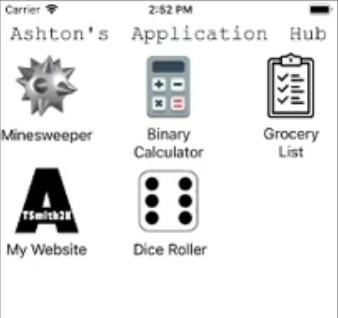 Carrier 2:52 PM
Ashton's Application Hub
Minesweeper
Binary Calculator
Grocery List
TSmith2K
My Website
Dice Roller